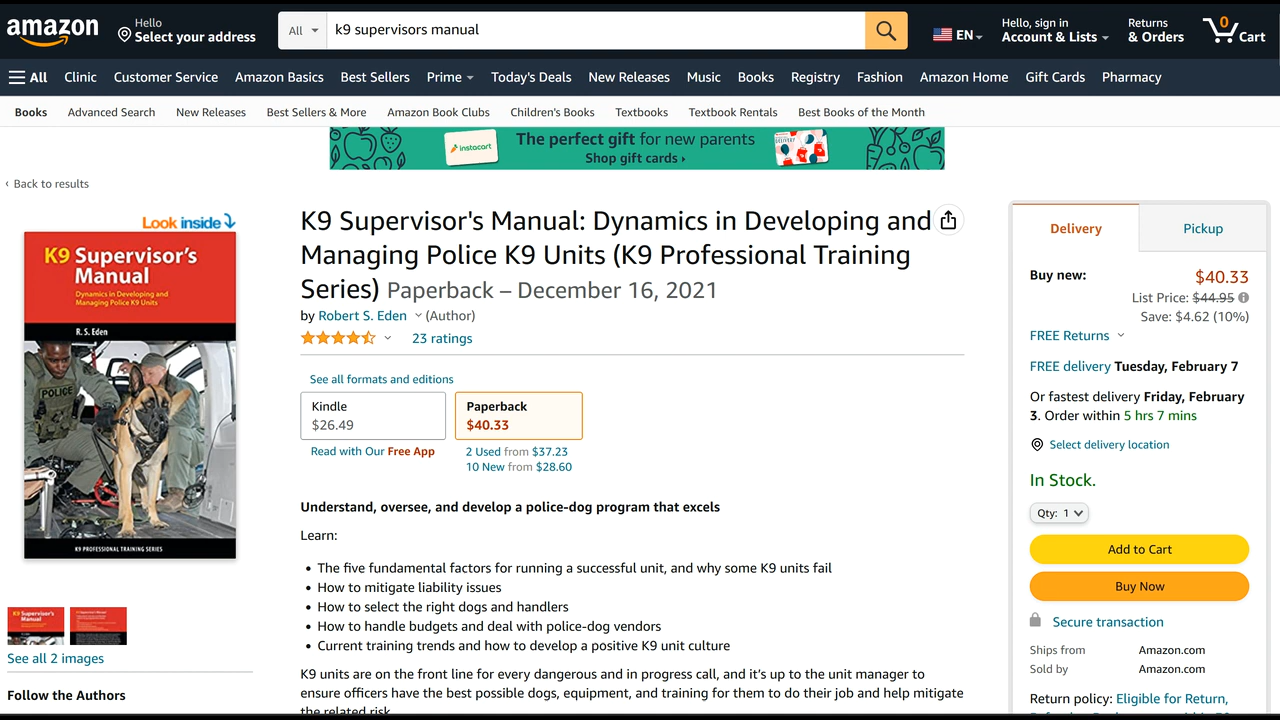 amazon
Hello
Select your address
All
k9 supervisors manual
EN
Hello, sign in
Account & Lists
Returns
& Orders
0
Cart
All
Clinic
Customer Service
Amazon Basics
Best Sellers
Prime
Today's Deals
New Releases
Music
Books
Registry
Fashion
Amazon Home
Gift Cards
Pharmacy
Books
Advanced Search
New Releases
Best Sellers & More
Amazon Book Clubs
Children's Books
Textbooks
Textbook Rentals
Best Books of the Month
instacart
The perfect gift for new parents
Shop gift cards ›
‹ Back to results
Look inside
K9 Supervisor's
Manual
Dynamics in Developing and
Managing Police K9 Units
R. S. Eden
POLICE
K9 PROFESSIONAL TRAINING SERIES
See all 2 images
Follow the Authors
K9 Supervisor's Manual: Dynamics in Developing and
Managing Police K9 Units (K9 Professional Training
Series) Paperback – December 16, 2021
by Robert S. Eden (Author)
23 ratings
See all formats and editions
Kindle
$26.49
Read with Our Free App
Paperback
$40.33
2 Used from $37.23
10 New from $28.60
Understand, oversee, and develop a police-dog program that excels
Learn:
• The five fundamental factors for running a successful unit, and why some K9 units fail
• How to mitigate liability issues
• How to select the right dogs and handlers
• How to handle budgets and deal with police-dog vendors
• Current training trends and how to develop a positive K9 unit culture
K9 units are on the front line for every dangerous and in progress call, and it's up to the unit manager to
ensure officers have the best possible dogs, equipment, and training for them to do their job and help mitigate
the related risk.
Delivery
Pickup
Buy new:
$40.33
List Price: $44.95
Save: $4.62 (10%)
FREE Returns
FREE delivery Tuesday, February 7
Or fastest delivery Friday, February
3. Order within 5 hrs 7 mins
Select delivery location
In Stock.
Qty: 1
Add to Cart
Buy Now
Secure transaction
Ships from Amazon.com
Sold by Amazon.com
Return policy: Eligible for Return,